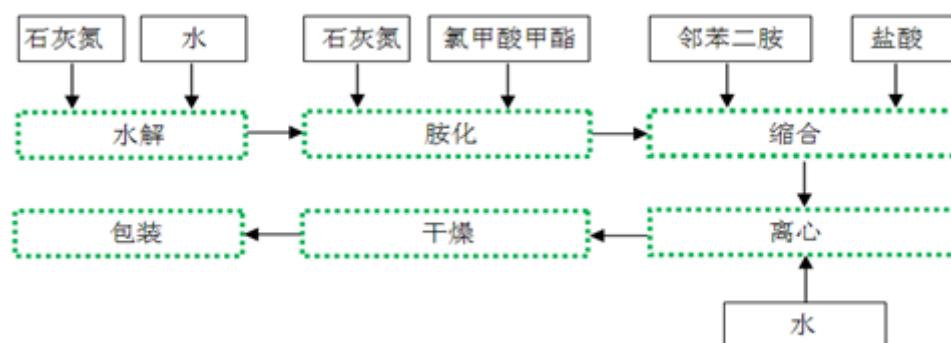 石灰氮 水 石灰氮 氯甲酸甲酯 邻苯二胺 盐酸
水解 胺化 缩合
包装 干燥 离心
水